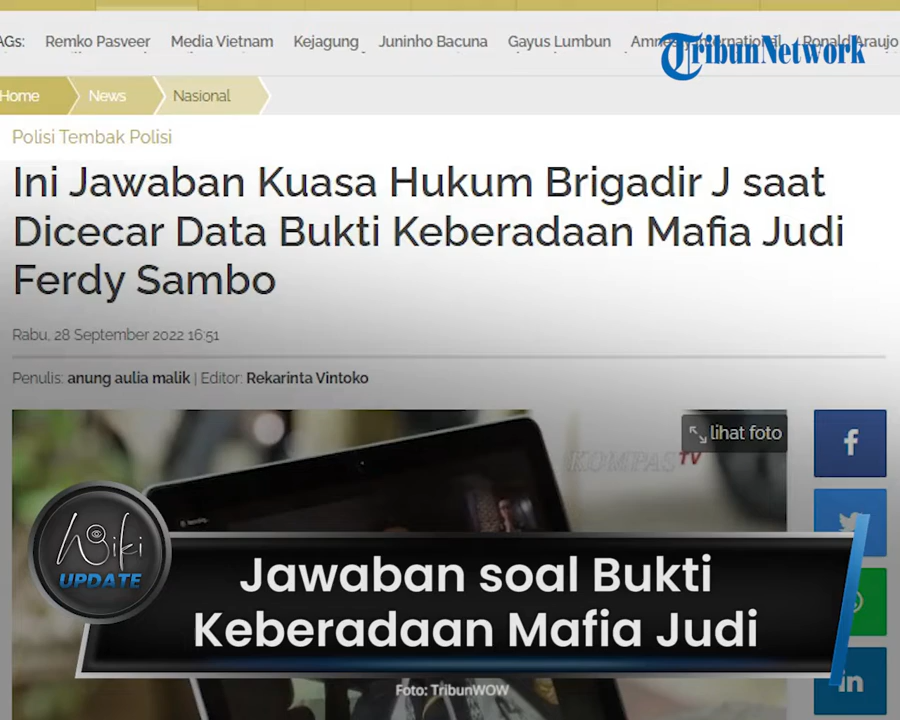 AGs: Remko Pasveer Media Vietnam Kejagung Juninho Bacuna Gayus Lumbun Amnesty International Ronald Araujo
TribunNetwork
Home News Nasional
Polisi Tembak Polisi
Ini Jawaban Kuasa Hukum Brigadir J saat
Dicecar Data Bukti Keberadaan Mafia Judi
Ferdy Sambo
Rabu, 28 September 2022 16:51
Penulis: anung aulia malik | Editor: Rekarinta Vintoko
lihat foto
KOMPASTV
Wiki
UPDATE
Jawaban soal Bukti
Keberadaan Mafia Judi
Foto: TribunWOW